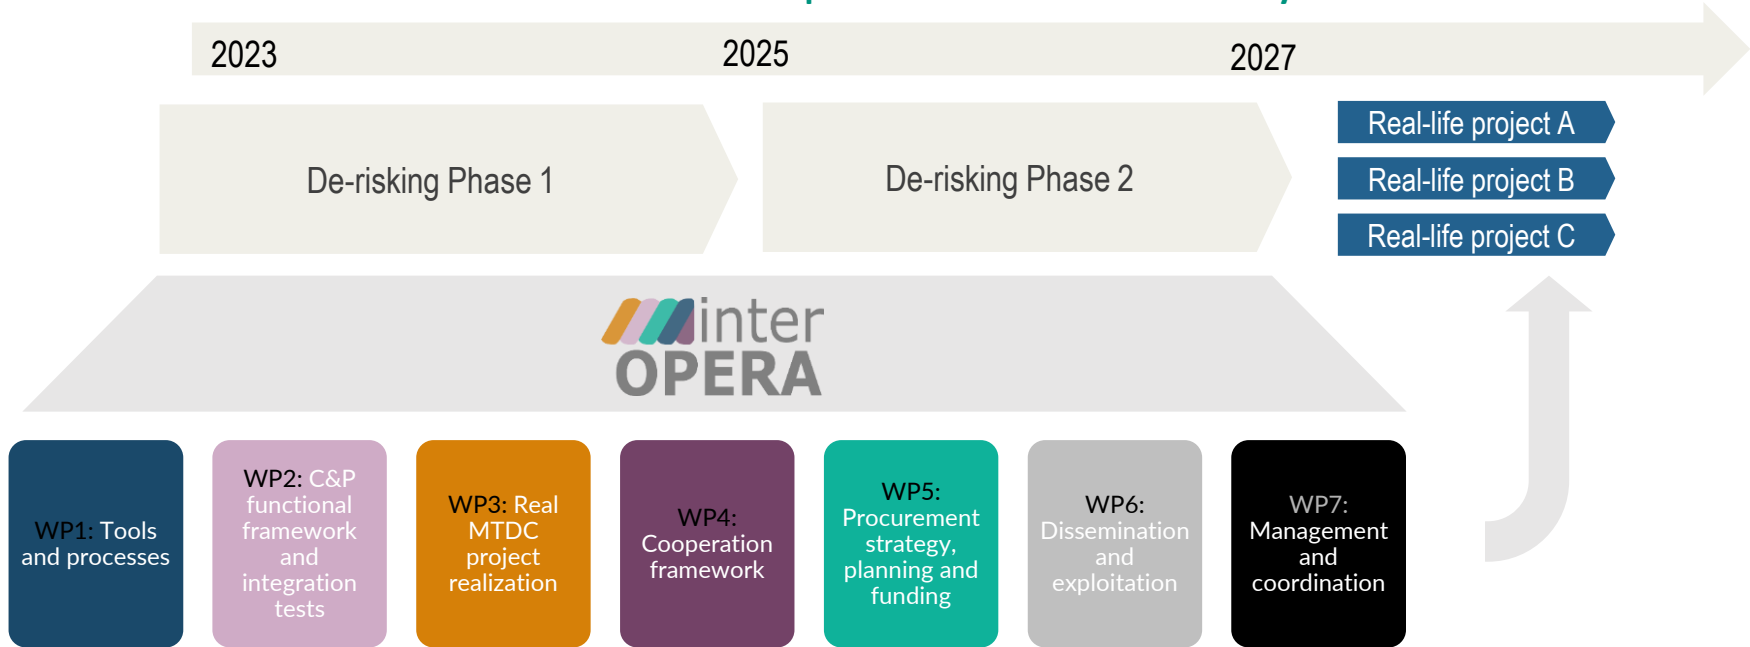 2023
2025
2027
De-risking Phase 1
De-risking Phase 2
Real-life project A
Real-life project B
Real-life project C
inter
OPERA
WP1: Tools
and processes
WP2: C&P
functional
framework
and
integration
tests
WP3: Real
MTDC
project
realization
WP4:
Cooperation
framework
WP5:
Procurement
strategy,
planning and
funding
WP6:
Dissemination
and
exploitation
WP7:
Management
and
coordination